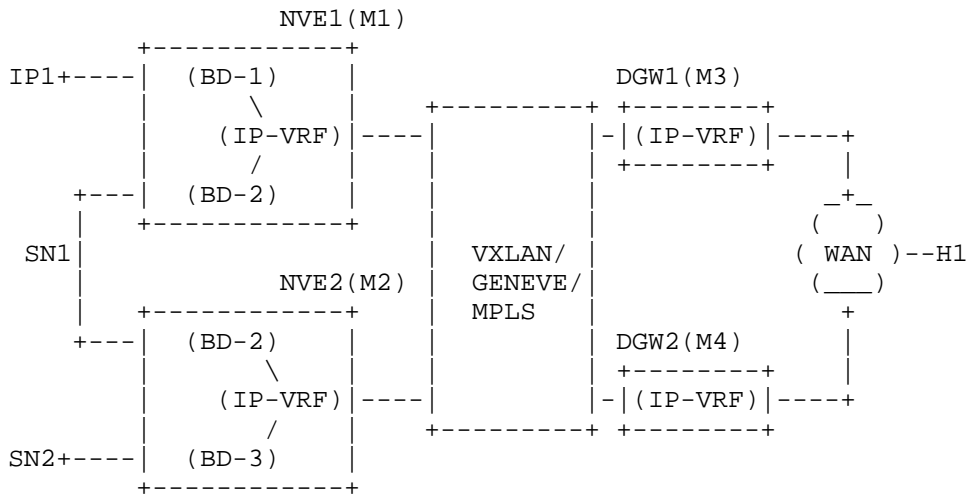 NVE1(M1)
IP1 (BD-1) DGW1(M3)
(IP-VRF) (IP-VRF)
(BD-2)
SN1 VXLAN/ ( WAN )--H1
NVE2(M2) GENEVE/
MPLS
(BD-2) DGW2(M4)
(IP-VRF) (IP-VRF)
SN2 (BD-3)